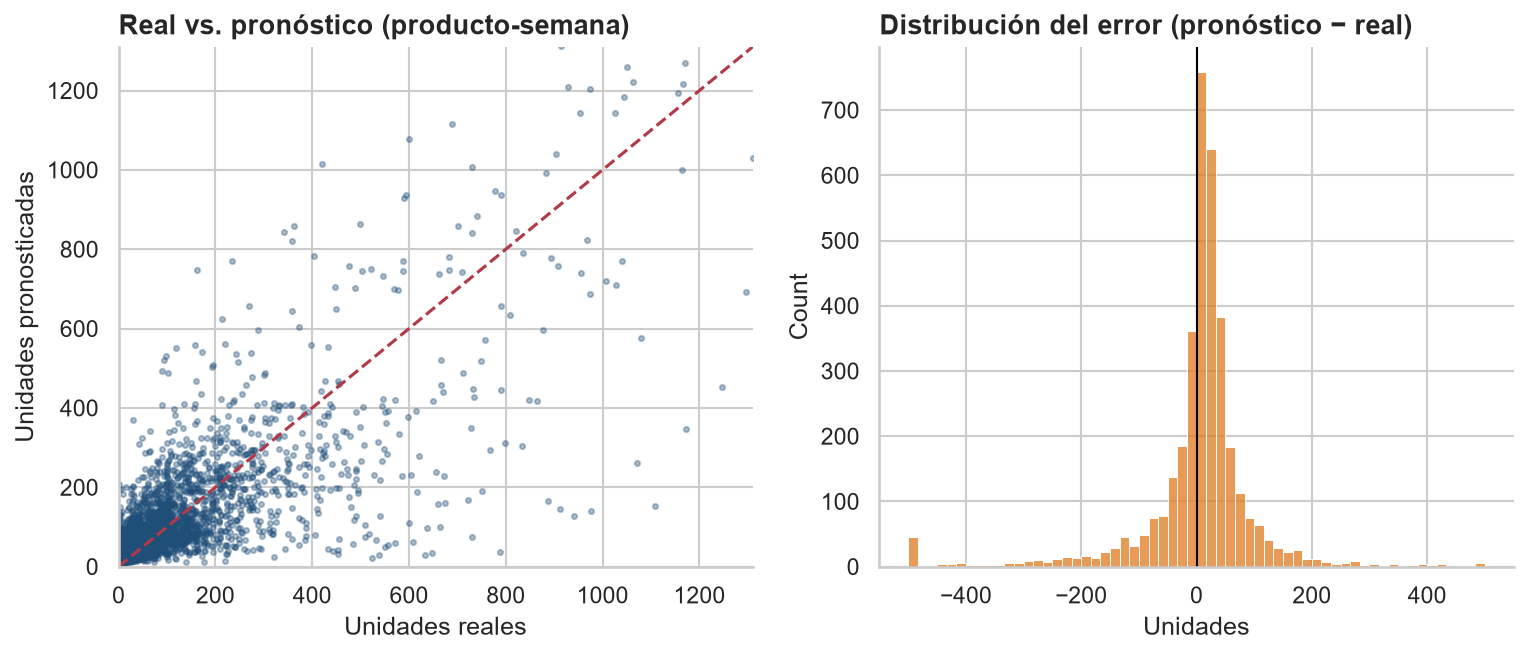 Real vs. pronóstico (producto-semana)
1200
1000
800
600
400
200
0
Unidades pronosticadas
0 200 400 600 800 1000 1200
Unidades reales
Distribución del error (pronóstico − real)
700
600
500
400
300
200
100
0
Count
−400 −200 0 200 400
Unidades